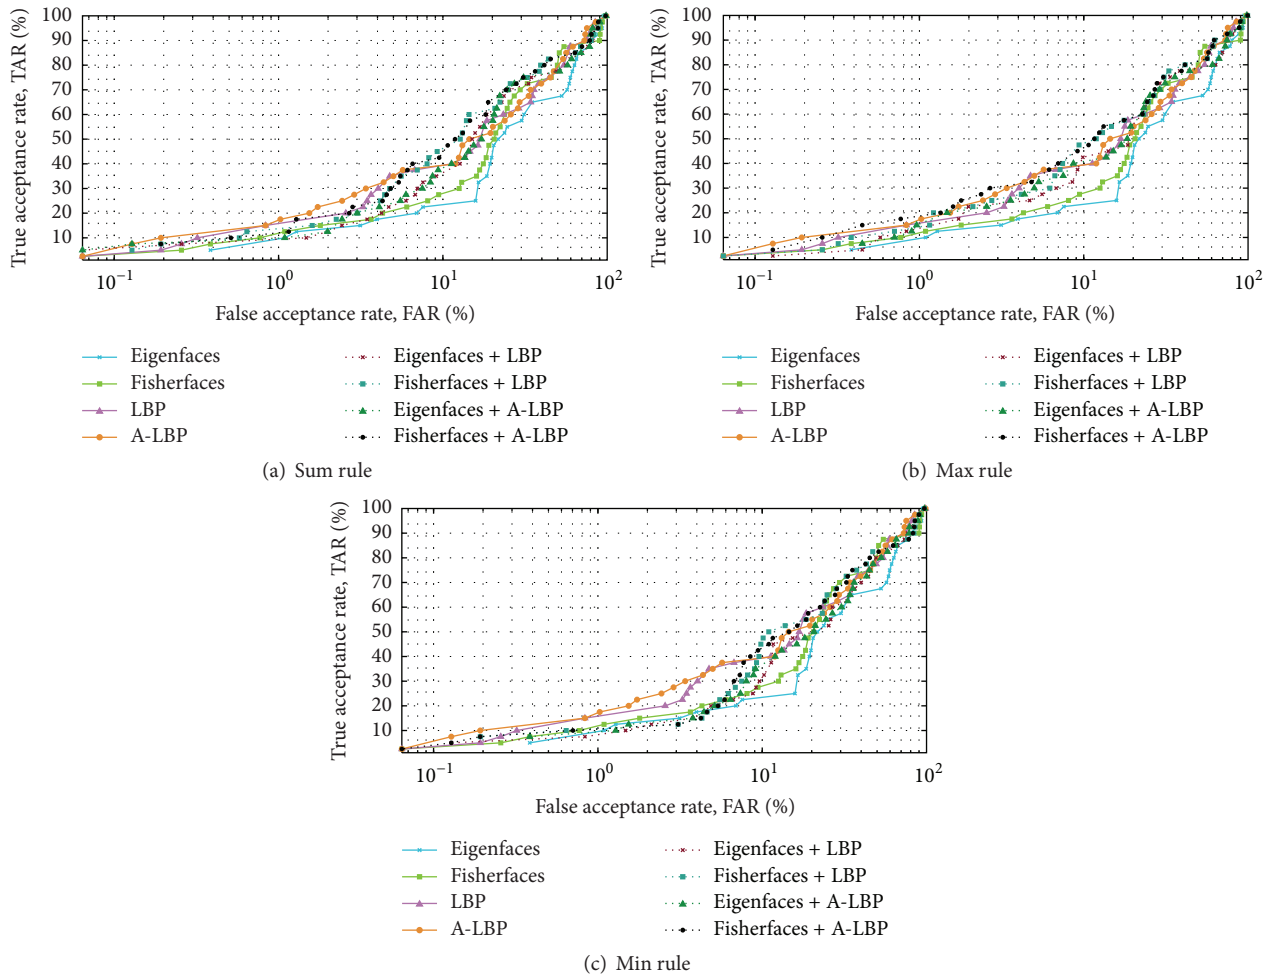 True acceptance rate, TAR (%)
100
90
80
70
60
50
40
30
20
10
10−1
100
101
102
False acceptance rate, FAR (%)
Eigenfaces
Fisherfaces
LBP
A-LBP
Eigenfaces + LBP
Fisherfaces + LBP
Eigenfaces + A-LBP
Fisherfaces + A-LBP
(a) Sum rule
True acceptance rate, TAR (%)
100
90
80
70
60
50
40
30
20
10
10−1
100
101
102
False acceptance rate, FAR (%)
Eigenfaces
Fisherfaces
LBP
A-LBP
Eigenfaces + LBP
Fisherfaces + LBP
Eigenfaces + A-LBP
Fisherfaces + A-LBP
(b) Max rule
True acceptance rate, TAR (%)
100
90
80
70
60
50
40
30
20
10
10−1
100
101
102
False acceptance rate, FAR (%)
Eigenfaces
Fisherfaces
LBP
A-LBP
Eigenfaces + LBP
Fisherfaces + LBP
Eigenfaces + A-LBP
Fisherfaces + A-LBP
(c) Min rule